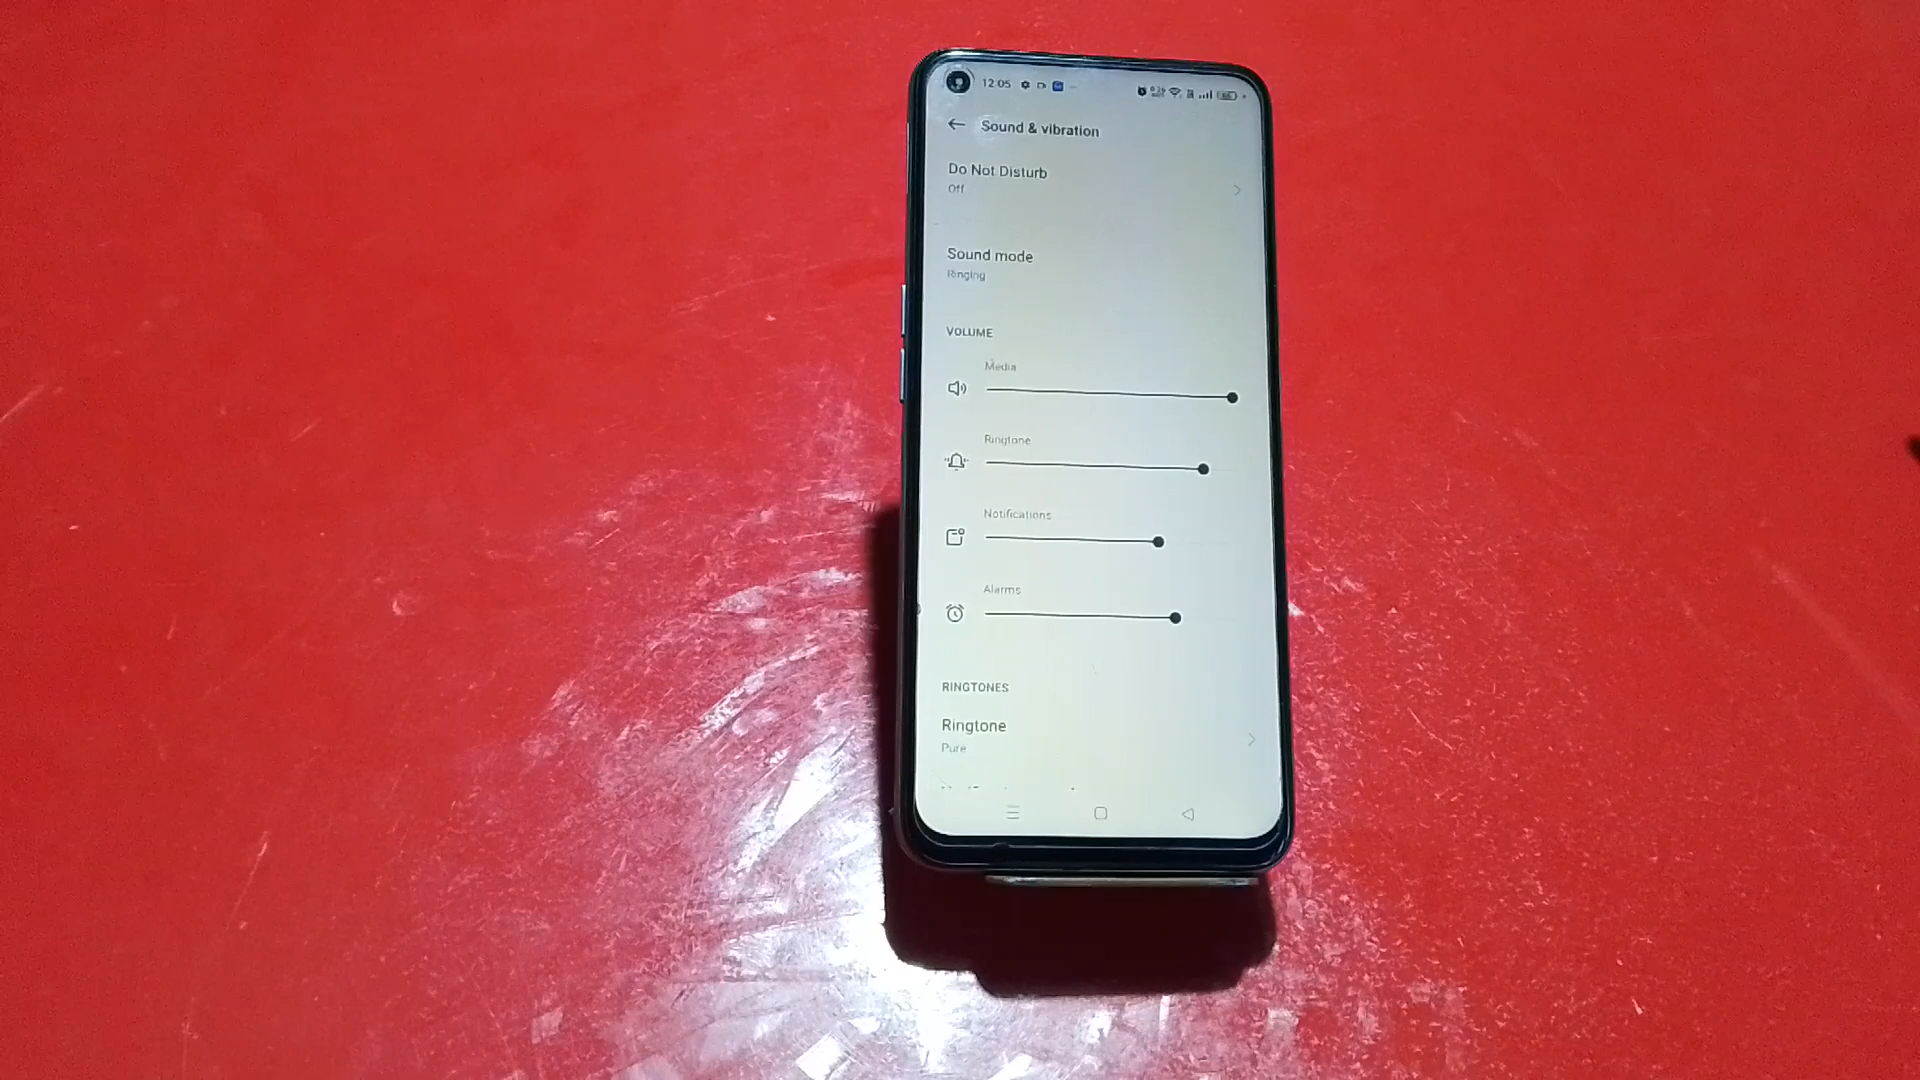 12:05
Sound & vibration
Do Not Disturb
Off
Sound mode
Ringing
VOLUME
Media
Ringtone
Notifications
Alarms
RINGTONES
Ringtone
Pure